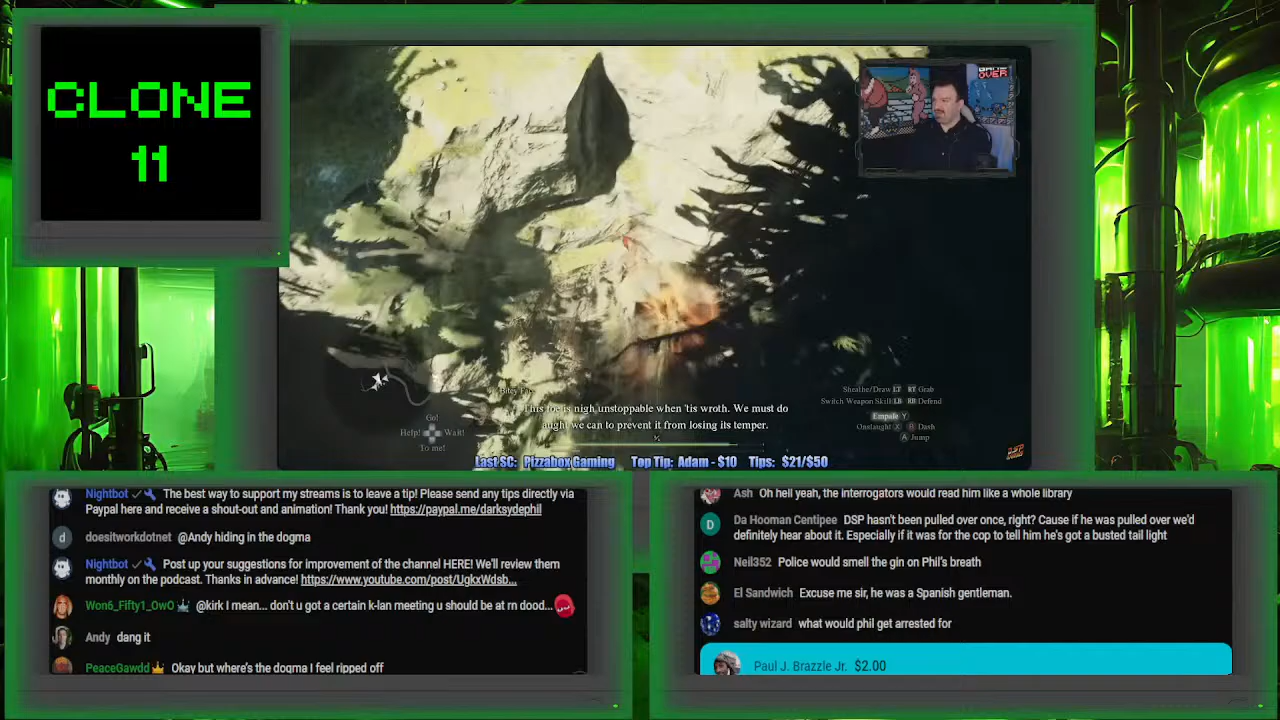 CLONE
11
GAME
OVER
This foe is nigh unstoppable when 'tis wroth. We must do
aught we can to prevent it from losing its temper.
Go!
Help! Wait!
To me!
Sheathe/Draw LT RT Grab
Switch Weapon Skill LB RB Defend
Empale Y
Onslaught X B Dash
A Jump
Last SC: Pizzabox Gaming Top Tip: Adam - $10 Tips: $21/$50
Nightbot The best way to support my streams is to leave a tip! Please send any tips directly via
Paypal here and receive a shout-out and animation! Thank you! https://paypal.me/darksydephil
d doesitworkdotnet @Andy hiding in the dogma
Nightbot Post up your suggestions for improvement of the channel HERE! We'll review them
monthly on the podcast. Thanks in advance! https://www.youtube.com/post/UgkxWdsb...
Won6_Fifty1_OwO @kirk I mean... don't u got a certain k-lan meeting u should be at rn dood...
Andy dang it
PeaceGawdd Okay but where's the dogma I feel ripped off
Ash Oh hell yeah, the interrogators would read him like a whole library
D Da Hooman Centipee DSP hasn't been pulled over once, right? Cause if he was pulled over we'd
definitely hear about it. Especially if it was for the cop to tell him he's got a busted tail light
Neil352 Police would smell the gin on Phil's breath
El Sandwich Excuse me sir, he was a Spanish gentleman.
salty wizard what would phil get arrested for
Paul J. Brazzle Jr. $2.00